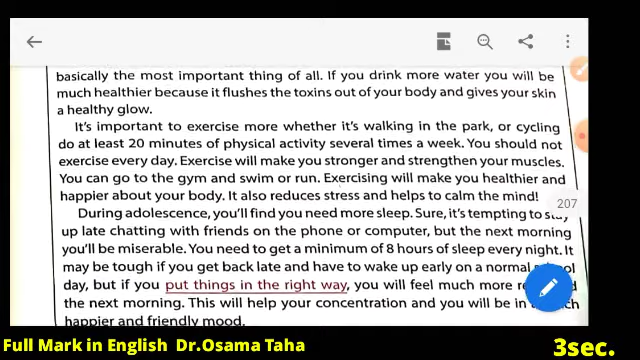 basically the most important thing of all. If you drink more water you will be
much healthier because it flushes the toxins out of your body and gives your skin
a healthy glow.
It's important to exercise more whether it's walking in the park, or cycling
do at least 20 minutes of physical activity several times a week. You should not
exercise every day. Exercise will make you stronger and strengthen your muscles.
You can go to the gym and swim or run. Exercising will make you healthier and
happier about your body. It also reduces stress and helps to calm the mind!
207
During adolescence, you'll find you need more sleep. Sure, it's tempting to stay
up late chatting with friends on the phone or computer, but the next morning
you'll be miserable. You need to get a minimum of 8 hours of sleep every night. It
may be tough if you get back late and have to wake up early on a normal
day, but if you put things in the right way, you will feel much more
the next morning. This will help your concentration and you will be in
happier and friendly mood.
Full Mark in English Dr.Osama Taha
3sec.